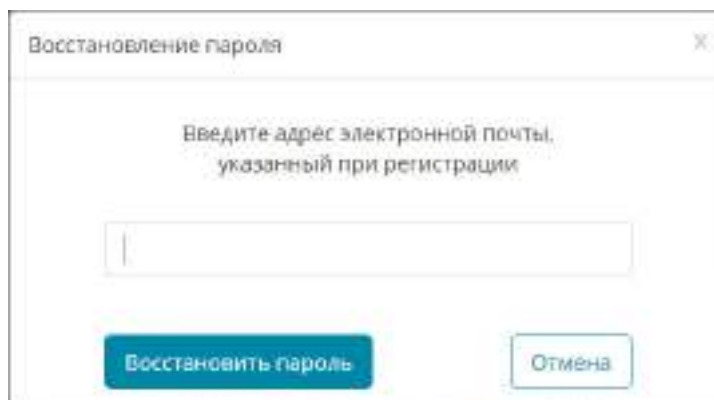 Восстановление пароля
x
Введите адрес электронной почты,
указанный при регистрации
Восстановить пароль
Отмена